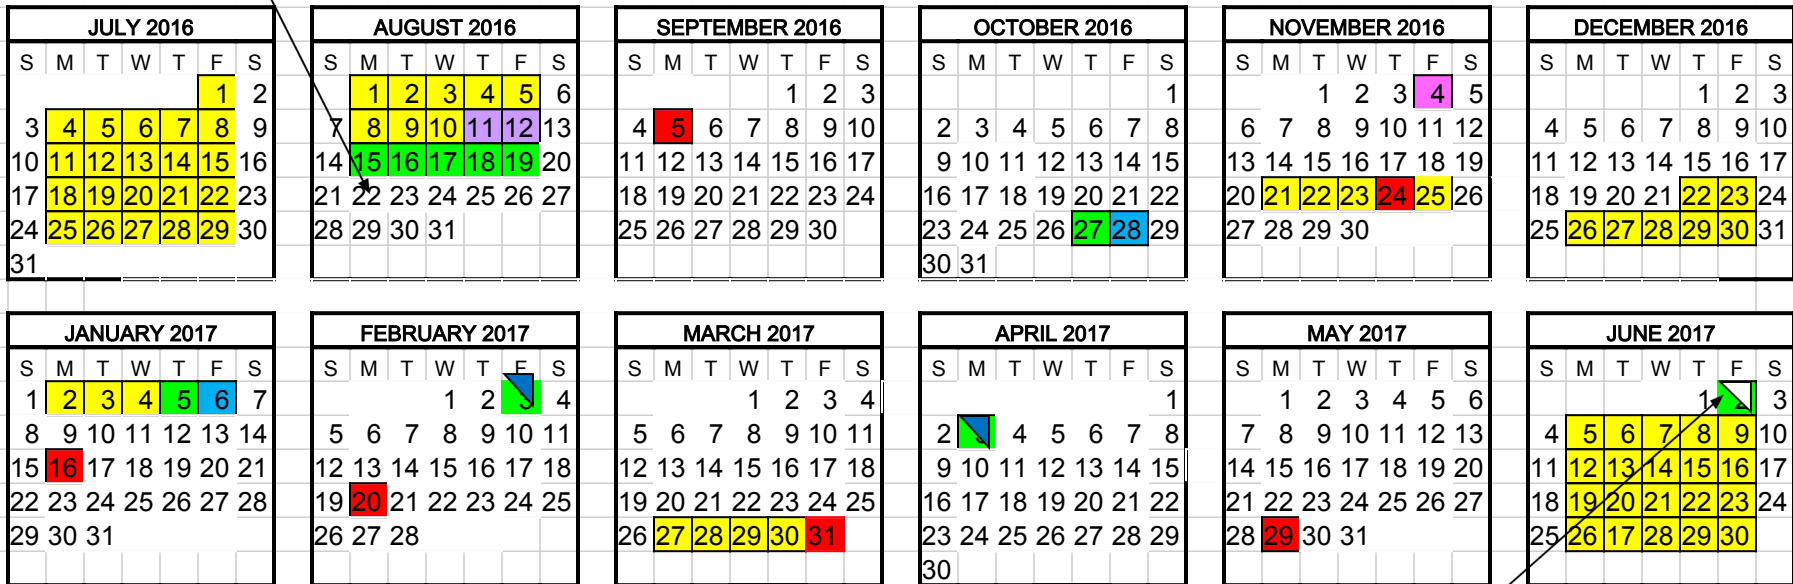 JULY 2016
S M T W T F S
1 2
3 4 5 6 7 8 9
10 11 12 13 14 15 16
17 18 19 20 21 22 23
24 25 26 27 28 29 30
31
AUGUST 2016
S M T W T F S
1 2 3 4 5 6
7 8 9 10 11 12 13
14 15 16 17 18 19 20
21 22 23 24 25 26 27
28 29 30 31
SEPTEMBER 2016
S M T W T F S
1 2 3
4 5 6 7 8 9 10
11 12 13 14 15 16 17
18 19 20 21 22 23 24
25 26 27 28 29 30
OCTOBER 2016
S M T W T F S
1
2 3 4 5 6 7 8
9 10 11 12 13 14 15
16 17 18 19 20 21 22
23 24 25 26 27 28 29
30 31
NOVEMBER 2016
S M T W T F S
1 2 3 4 5
6 7 8 9 10 11 12
13 14 15 16 17 18 19
20 21 22 23 24 25 26
27 28 29 30
DECEMBER 2016
S M T W T F S
1 2 3
4 5 6 7 8 9 10
11 12 13 14 15 16 17
18 19 20 21 22 23 24
25 26 27 28 29 30 31
JANUARY 2017
S M T W T F S
1 2 3 4 5 6 7
8 9 10 11 12 13 14
15 16 17 18 19 20 21
22 23 24 25 26 27 28
29 30 31
FEBRUARY 2017
S M T W T F S
1 2 4
5 6 7 8 9 10 11
12 13 14 15 16 17 18
19 20 21 22 23 24 25
26 27 28
MARCH 2017
S M T W T F S
1 2 3 4
5 6 7 8 9 10 11
12 13 14 15 16 17 18
19 20 21 22 23 24 25
26 27 28 29 30 31
APRIL 2017
S M T W T F S
1
2 4 5 6 7 8
9 10 11 12 13 14 15
16 17 18 19 20 21 22
23 24 25 26 27 28 29
30
MAY 2017
S M T W T F S
1 2 3 4 5 6
7 8 9 10 11 12 13
14 15 16 17 18 19 20
21 22 23 24 25 26 27
28 29 30 31
JUNE 2017
S M T W T F S
1 3
4 5 6 7 8 9 10
11 12 13 14 15 16 17
18 19 20 21 22 23 24
25 26 17 28 29 30